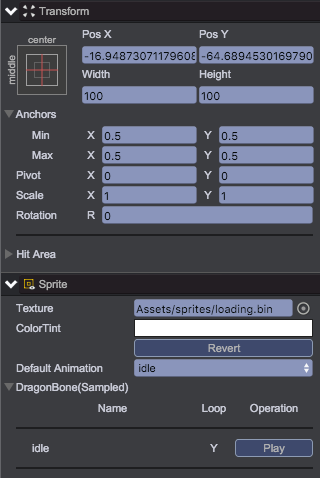 Transform
center
middle
Pos X Pos Y
-16.94873071179608 -64.6894530169790
Width Height
100 100
Anchors
Min X 0.5 Y 0.5
Max X 0.5 Y 0.5
Pivot X 0 Y 0
Scale X 1 Y 1
Rotation R 0
Hit Area
Sprite
Texture Assets/sprites/loading.bin
ColorTint
Revert
Default Animation idle
DragonBone(Sampled)
Name Loop Operation
idle Y Play